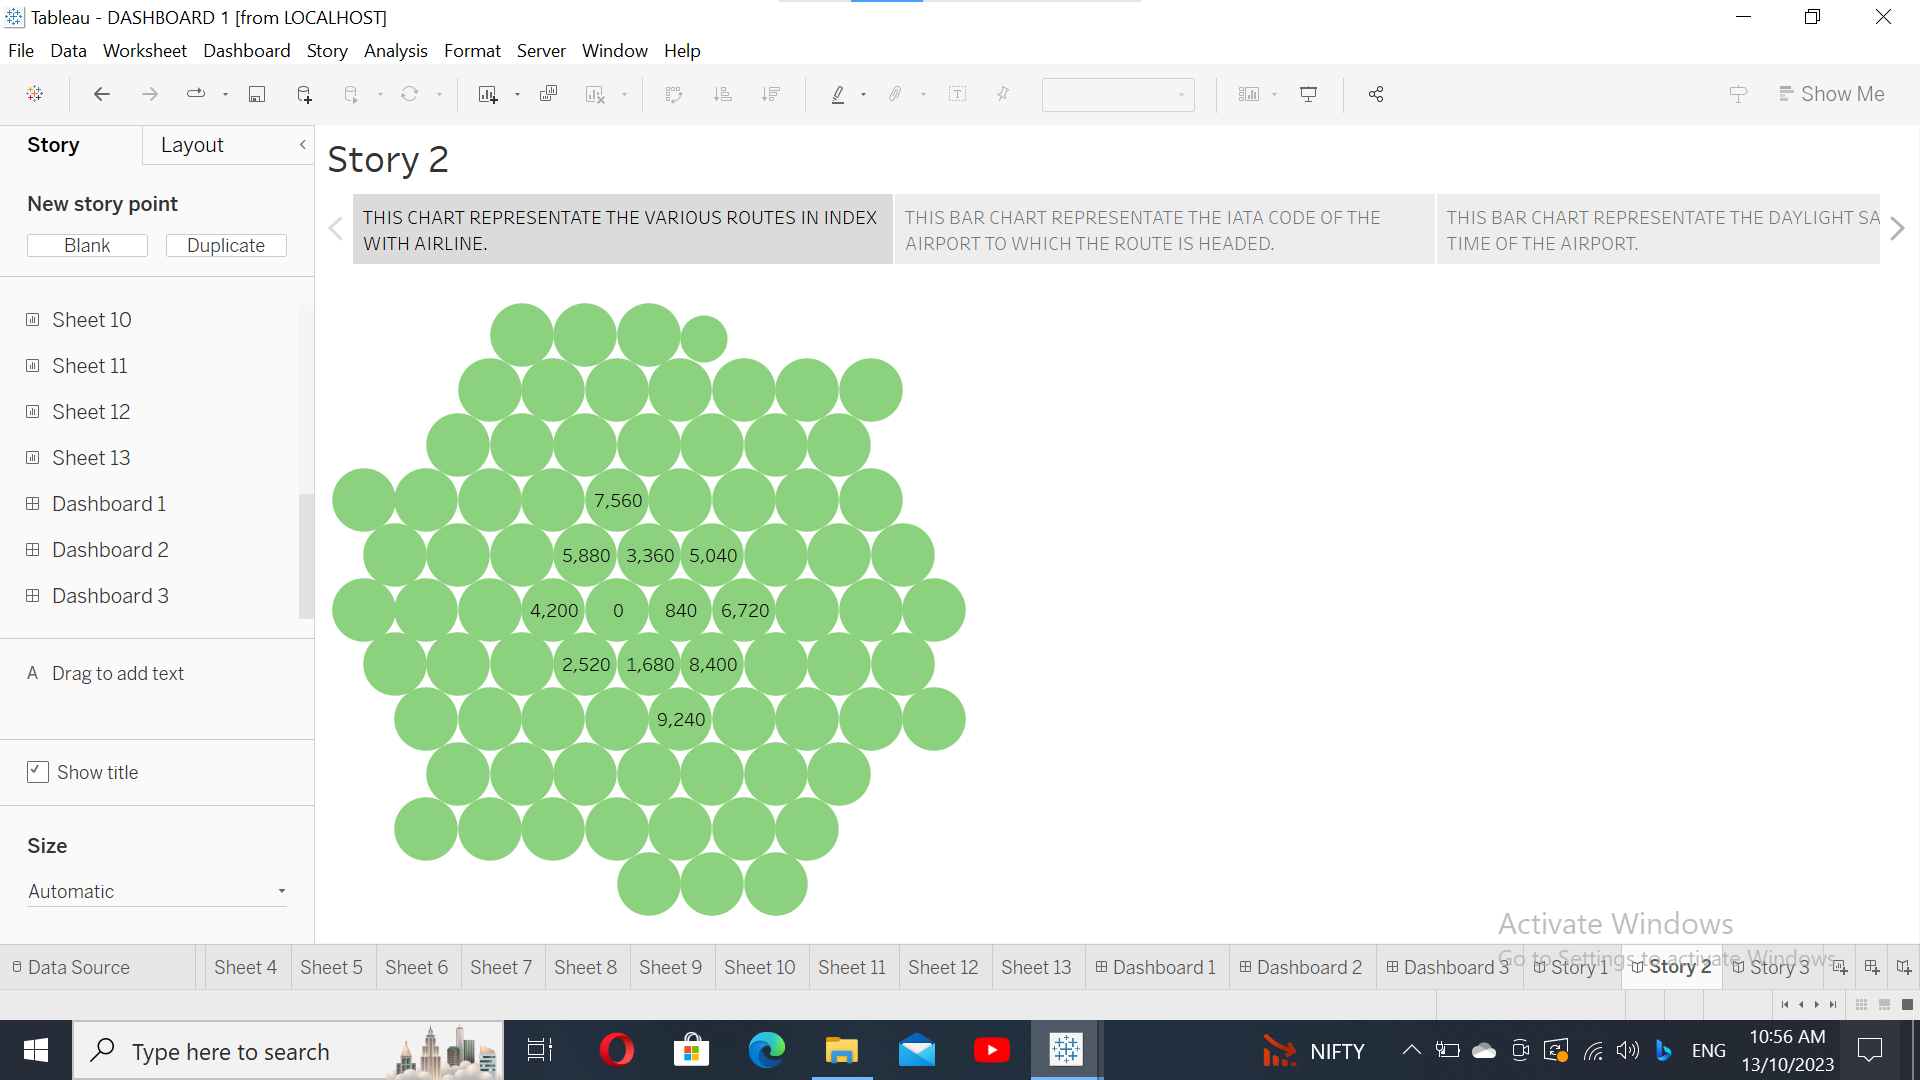 Tableau - DASHBOARD 1 [from LOCALHOST]
File Data Worksheet Dashboard Story Analysis Format Server Window Help
Show Me
Story
Layout
New story point
Blank
Duplicate
Sheet 10
Sheet 11
Sheet 12
Sheet 13
Dashboard 1
Dashboard 2
Dashboard 3
A Drag to add text
Show title
Size
Automatic
Story 2
THIS CHART REPRESENTATE THE VARIOUS ROUTES IN INDEX
WITH AIRLINE.
THIS BAR CHART REPRESENTATE THE IATA CODE OF THE
AIRPORT TO WHICH THE ROUTE IS HEADED.
THIS BAR CHART REPRESENTATE THE DAYLIGHT SA
TIME OF THE AIRPORT.
7,560
5,880 3,360 5,040
4,200 0 840 6,720
2,520 1,680 8,400
9,240
Activate Windows
Go to Settings to activate Windows.
Data Source Sheet 4 Sheet 5 Sheet 6 Sheet 7 Sheet 8 Sheet 9 Sheet 10 Sheet 11 Sheet 12 Sheet 13 Dashboard 1 Dashboard 2 Dashboard 3 Story 1 Story 2 Story 3
Type here to search
NIFTY
ENG
10:56 AM
13/10/2023